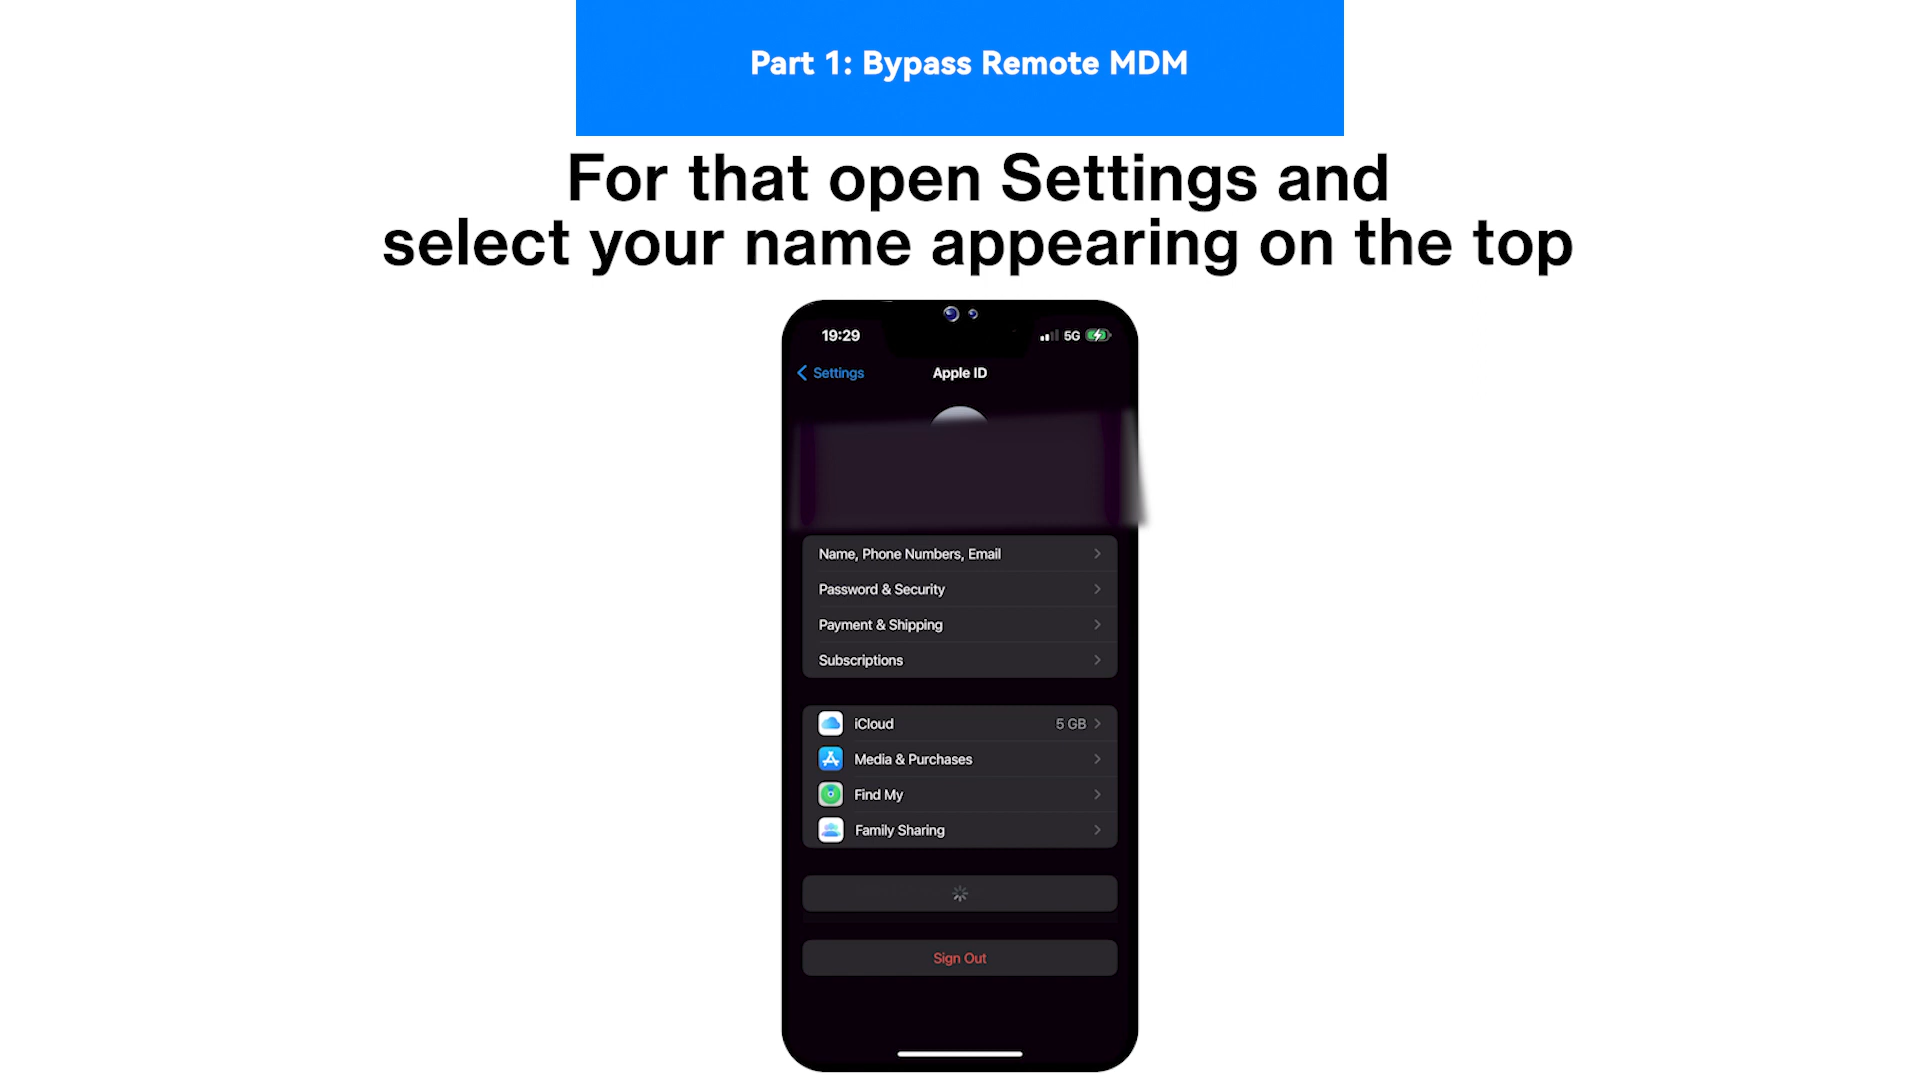 Part 1: Bypass Remote MDM
For that open Settings and
select your name appearing on the top
19:29
5G
Settings
Apple ID
Name, Phone Numbers, Email
Password & Security
Payment & Shipping
Subscriptions
iCloud
5 GB
Media & Purchases
Find My
Family Sharing
Sign Out